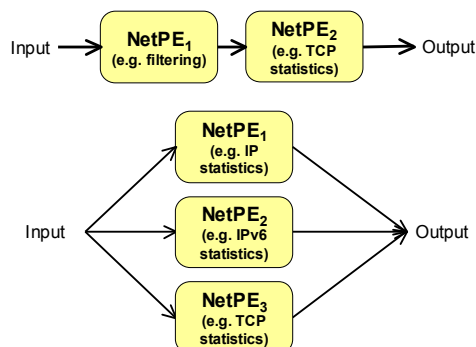 Input
NetPE1
(e.g. filtering)
NetPE2
(e.g. TCP
statistics)
Output
NetPE1
(e.g. IP
statistics)
Input
NetPE2
(e.g. IPv6
statistics)
Output
NetPE3
(e.g. TCP
statistics)